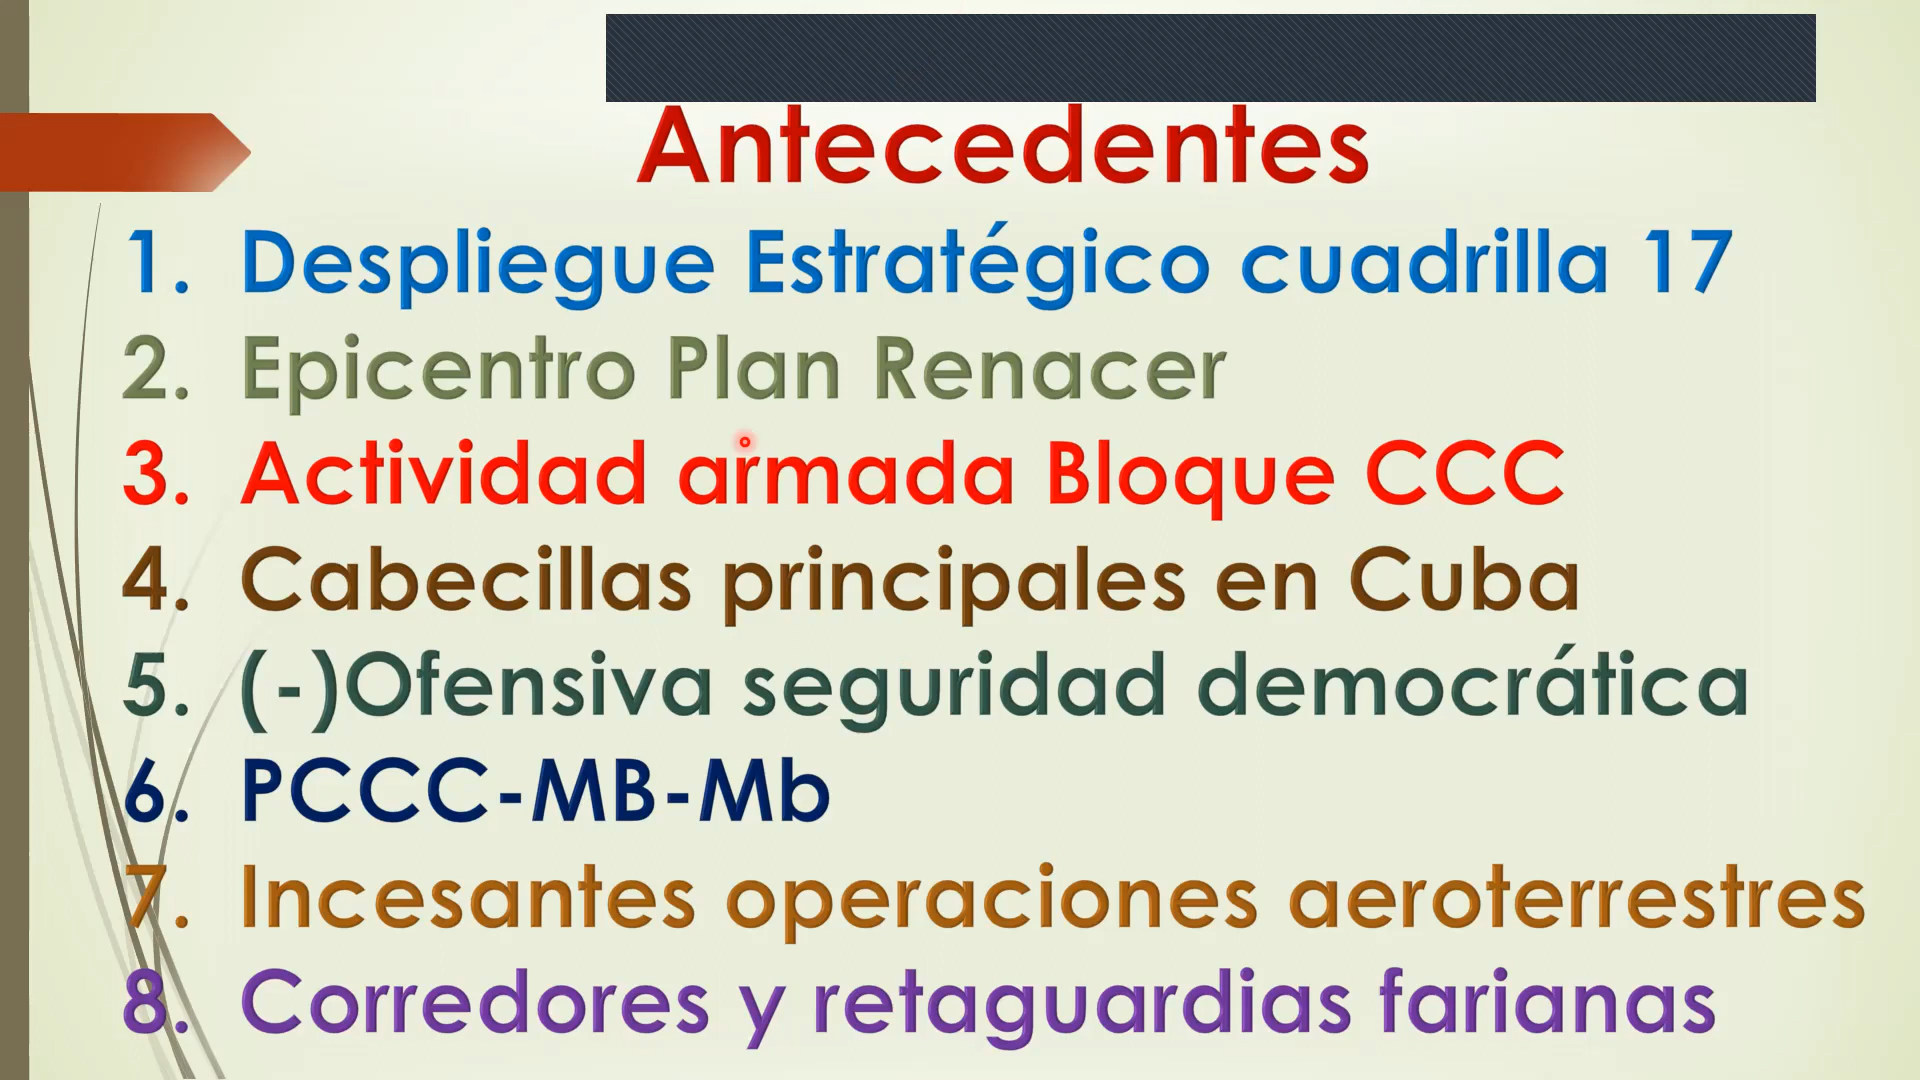 Antecedentes
1. Despliegue Estratégico cuadrilla 17
2. Epicentro Plan Renacer
3. Actividad armada Bloque CCC
4. Cabecillas principales en Cuba
5. (-)Ofensiva seguridad democrática
6. PCCC-MB-Mb
7. Incesantes operaciones aeroterrestres
8. Corredores y retaguardias farianas